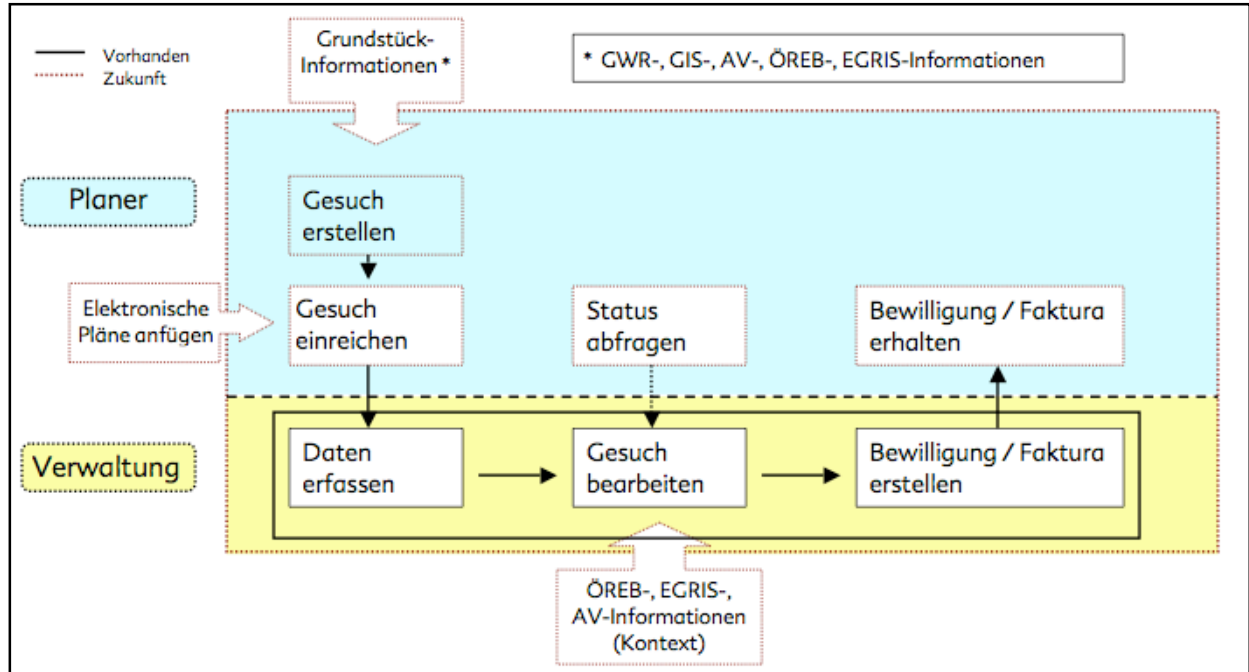 Vorhanden
Zukunft
Grundstück-
Informationen *
* GWR-, GIS-, AV-, ÖREB-, EGRIS-Informationen
Planer
Gesuch
erstellen
Elektronische
Pläne anfügen
Gesuch
einreichen
Status
abfragen
Bewilligung / Faktura
erhalten
Verwaltung
Daten
erfassen
Gesuch
bearbeiten
Bewilligung / Faktura
erstellen
ÖREB-, EGRIS-,
AV-Informationen
(Kontext)